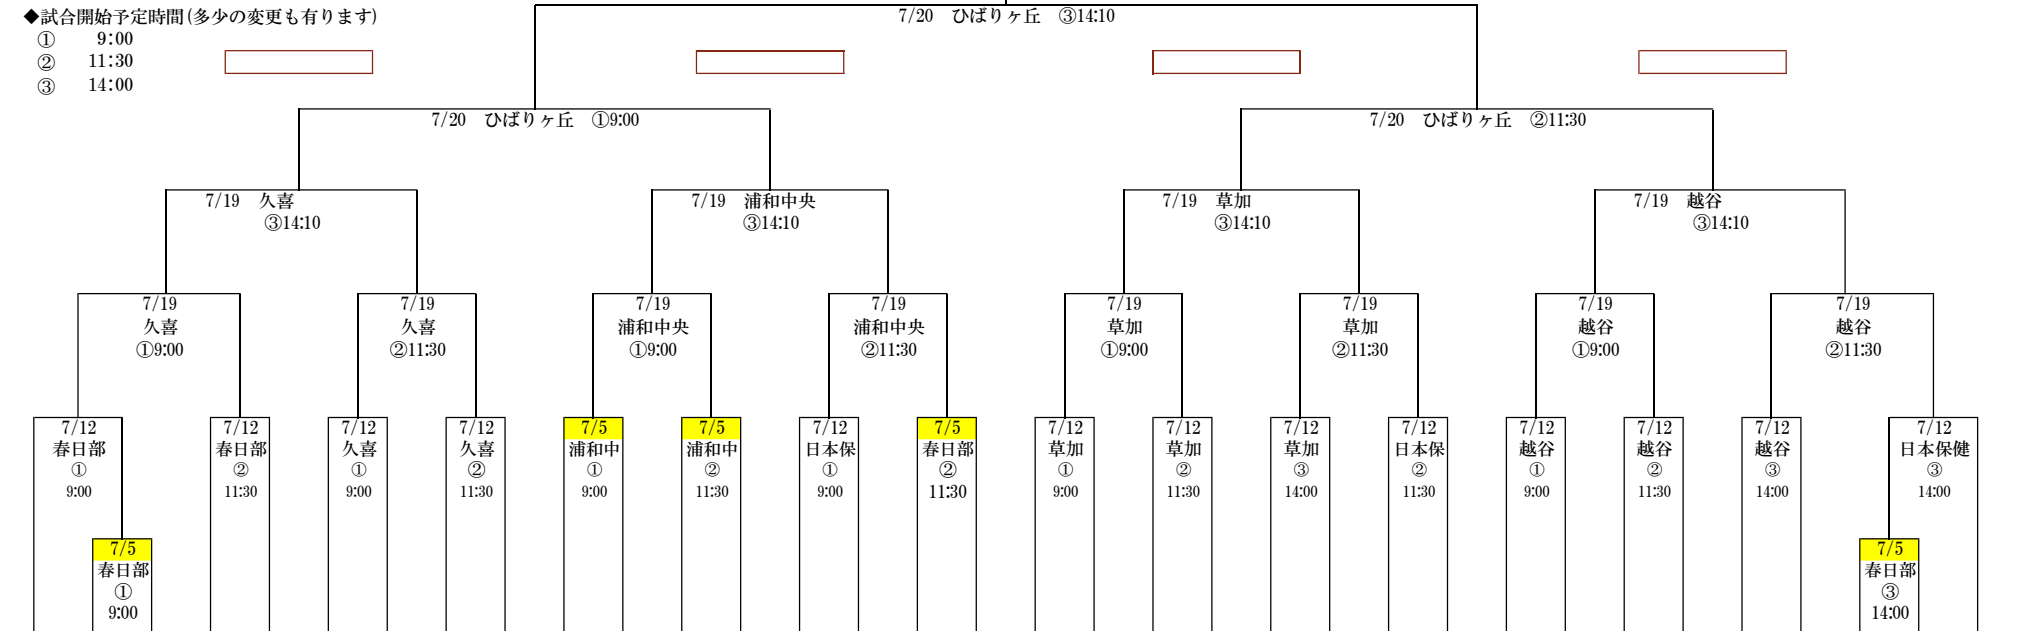 ◆試合開始予定時間(多少の変更も有ります)
① 9:00
② 11:30
③ 14:00
7/20 ひばりヶ丘 ③14:10
7/20 ひばりヶ丘 ①9:00
7/20 ひばりヶ丘 ②11:30
7/19 久喜
③14:10
7/19 浦和中央
③14:10
7/19 草加
③14:10
7/19 越谷
③14:10
7/19
久喜
①9:00
7/19
久喜
②11:30
7/19
浦和中央
①9:00
7/19
浦和中央
②11:30
7/19
草加
①9:00
7/19
草加
②11:30
7/19
越谷
①9:00
7/19
越谷
②11:30
7/12
春日部
①
9:00
7/12
春日部
②
11:30
7/12
久喜
①
9:00
7/12
久喜
②
11:30
7/5
浦和中
①
9:00
7/5
浦和中
②
11:30
7/12
日本保
①
9:00
7/5
春日部
②
11:30
7/12
草加
①
9:00
7/12
草加
②
11:30
7/12
草加
③
14:00
7/12
日本保
②
11:30
7/12
越谷
①
9:00
7/12
越谷
②
11:30
7/12
越谷
③
14:00
7/12
日本保健
③
14:00
7/5
春日部
①
9:00
7/5
春日部
③
14:00